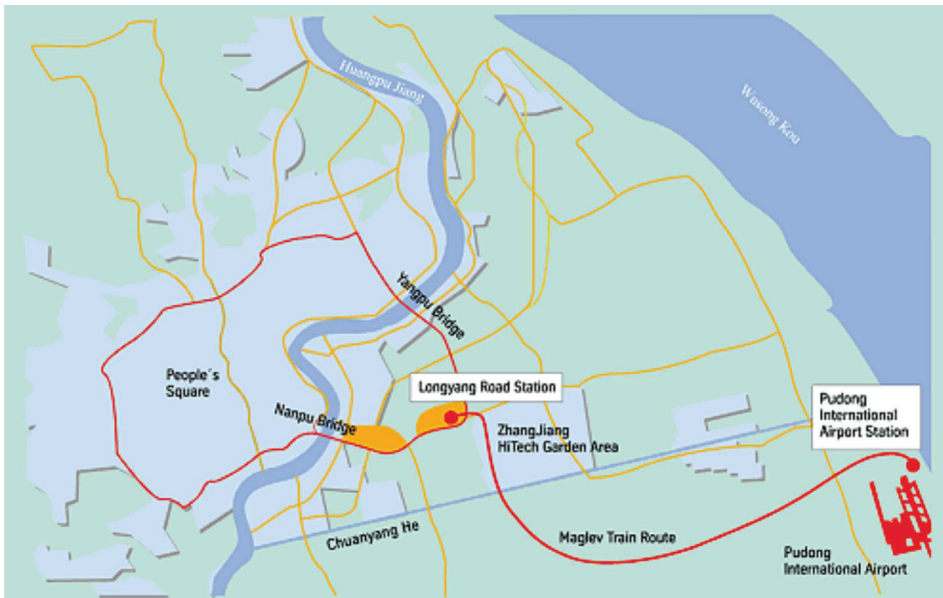 Huangpu Jiang
Wusong Kou
Yangpu Bridge
People´s
Square
Longyang Road Station
Nanpu Bridge
Pudong
International
Airport Station
ZhangJiang
HiTech Garden Area
Chuanyang He
Maglev Train Route
Pudong
International Airport